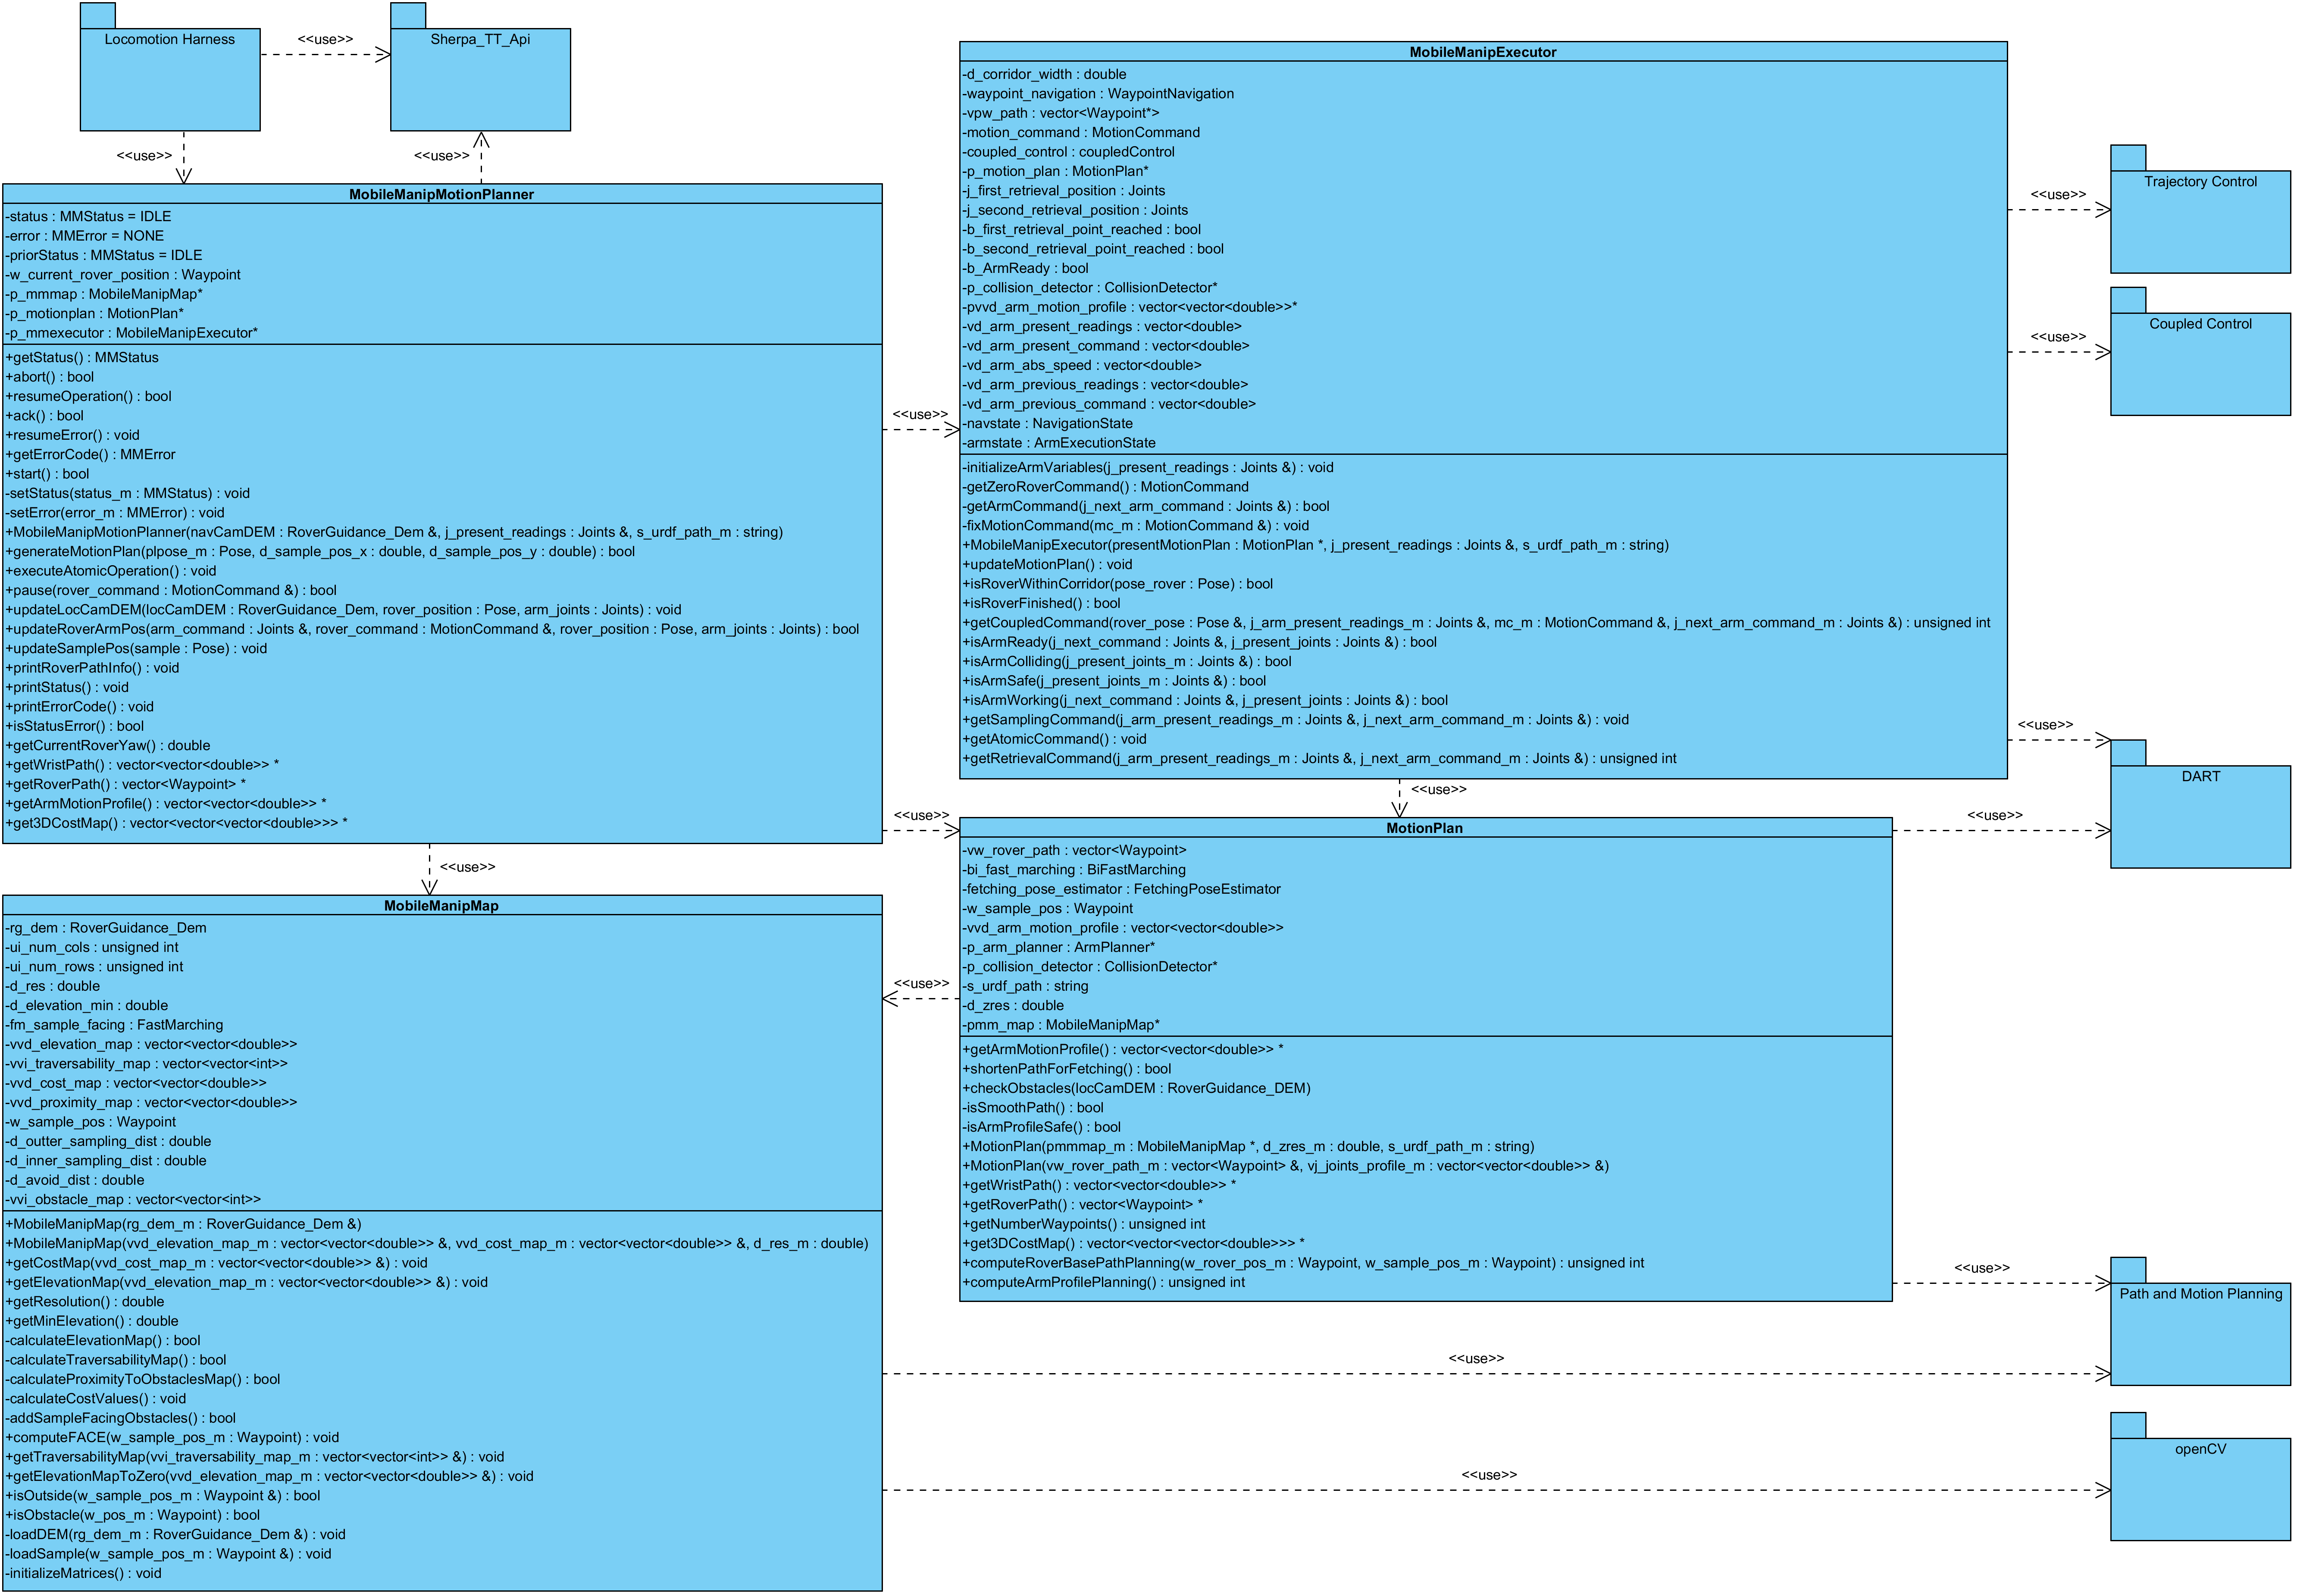 Locomotion Harness
<<use>>
Sherpa_TT_Api
<<use>>
<<use>>
MobileManipMotionPlanner
-status : MMStatus = IDLE
-error : MMError = NONE
-priorStatus : MMStatus = IDLE
-w_current_rover_position : Waypoint
-p_mmmap : MobileManipMap*
-p_motionplan : MotionPlan*
-p_mmexecutor : MobileManipExecutor*
+getStatus() : MMStatus
+abort() : bool
+resumeOperation() : bool
+ack() : bool
+resumeError() : void
+getErrorCode() : MMError
+start() : bool
-setStatus(status_m : MMStatus) : void
-setError(error_m : MMError) : void
+MobileManipMotionPlanner(navCamDEM : RoverGuidance_Dem &, j_present_readings : Joints &, s_urdf_path_m : string)
+generateMotionPlan(plpose_m : Pose, d_sample_pos_x : double, d_sample_pos_y : double) : bool
+executeAtomicOperation() : void
+pause(rover_command : MotionCommand &) : bool
+updateLocCamDEM(locCamDEM : RoverGuidance_Dem, rover_position : Pose, arm_joints : Joints) : void
+updateRoverArmPos(arm_command : Joints &, rover_command : MotionCommand &, rover_position : Pose, arm_joints : Joints) : bool
+updateSamplePos(sample : Pose) : void
+printRoverPathInfo() : void
+printStatus() : void
+printErrorCode() : void
+isStatusError() : bool
+getCurrentRoverYaw() : double
+getWristPath() : vector<vector<double>> *
+getRoverPath() : vector<Waypoint> *
+getArmMotionProfile() : vector<vector<double>> *
+get3DCostMap() : vector<vector<vector<double>>> *
<<use>>
<<use>>
<<use>>
MobileManipExecutor
-d_corridor_width : double
-waypoint_navigation : WaypointNavigation
-vpw_path : vector<Waypoint*>
-motion_command : MotionCommand
-coupled_control : coupledControl
-p_motion_plan : MotionPlan*
-j_first_retrieval_position : Joints
-j_second_retrieval_position : Joints
-b_first_retrieval_point_reached : bool
-b_second_retrieval_point_reached : bool
-b_ArmReady : bool
-p_collision_detector : CollisionDetector*
-pvvd_arm_motion_profile : vector<vector<double>>*
-vd_arm_present_readings : vector<double>
-vd_arm_present_command : vector<double>
-vd_arm_abs_speed : vector<double>
-vd_arm_previous_readings : vector<double>
-vd_arm_previous_command : vector<double>
-navstate : NavigationState
-armstate : ArmExecutionState
-initializeArmVariables(j_present_readings : Joints &) : void
-getZeroRoverCommand() : MotionCommand
-getArmCommand(j_next_arm_command : Joints &) : bool
-fixMotionCommand(mc_m : MotionCommand &) : void
+MobileManipExecutor(presentMotionPlan : MotionPlan *, j_present_readings : Joints &, s_urdf_path_m : string)
+updateMotionPlan() : void
+isRoverWithinCorridor(pose_rover : Pose) : bool
+isRoverFinished() : bool
+getCoupledCommand(rover_pose : Pose &, j_arm_present_readings_m : Joints &, mc_m : MotionCommand &, j_next_arm_command_m : Joints &) : unsigned int
+isArmReady(j_next_command : Joints &, j_present_joints : Joints &) : bool
+isArmColliding(j_present_joints_m : Joints &) : bool
+isArmSafe(j_present_joints_m : Joints &) : bool
+isArmWorking(j_next_command : Joints &, j_present_joints : Joints &) : bool
+getSamplingCommand(j_arm_present_readings_m : Joints &, j_next_arm_command_m : Joints &) : void
+getAtomicCommand() : void
+getRetrievalCommand(j_arm_present_readings_m : Joints &, j_next_arm_command_m : Joints &) : unsigned int
<<use>>
Trajectory Control
<<use>>
Coupled Control
<<use>>
DART
<<use>>
<<use>>
MotionPlan
-vw_rover_path : vector<Waypoint>
-bi_fast_marching : BiFastMarching
-fetching_pose_estimator : FetchingPoseEstimator
-w_sample_pos : Waypoint
-vvd_arm_motion_profile : vector<vector<double>>
-p_arm_planner : ArmPlanner*
-p_collision_detector : CollisionDetector*
-s_urdf_path : string
-d_zres : double
-pmm_map : MobileManipMap*
+getArmMotionProfile() : vector<vector<double>> *
+shortenPathForFetching() : bool
+checkObstacles(locCamDEM : RoverGuidance_DEM)
-isSmoothPath() : bool
-isArmProfileSafe() : bool
+MotionPlan(pmmmap_m : MobileManipMap *, d_zres_m : double, s_urdf_path_m : string)
+MotionPlan(vw_rover_path_m : vector<Waypoint> &, vj_joints_profile_m : vector<vector<double>> &)
+getWristPath() : vector<vector<double>> *
+getRoverPath() : vector<Waypoint> *
+getNumberWaypoints() : unsigned int
+get3DCostMap() : vector<vector<vector<double>>> *
+computeRoverBasePathPlanning(w_rover_pos_m : Waypoint, w_sample_pos_m : Waypoint) : unsigned int
+computeArmProfilePlanning() : unsigned int
<<use>>
<<use>>
Path and Motion Planning
MobileManipMap
-rg_dem : RoverGuidance_Dem
-ui_num_cols : unsigned int
-ui_num_rows : unsigned int
-d_res : double
-d_elevation_min : double
-fm_sample_facing : FastMarching
-vvd_elevation_map : vector<vector<double>>
-vvi_traversability_map : vector<vector<int>>
-vvd_cost_map : vector<vector<double>>
-vvd_proximity_map : vector<vector<double>>
-w_sample_pos : Waypoint
-d_outter_sampling_dist : double
-d_inner_sampling_dist : double
-d_avoid_dist : double
-vvi_obstacle_map : vector<vector<int>>
+MobileManipMap(rg_dem_m : RoverGuidance_Dem &)
+MobileManipMap(vvd_elevation_map_m : vector<vector<double>> &, vvd_cost_map_m : vector<vector<double>> &, d_res_m : double)
+getCostMap(vvd_cost_map_m : vector<vector<double>> &) : void
+getElevationMap(vvd_elevation_map_m : vector<vector<double>> &) : void
+getResolution() : double
+getMinElevation() : double
-calculateElevationMap() : bool
-calculateTraversabilityMap() : bool
-calculateProximityToObstaclesMap() : bool
-calculateCostValues() : void
-addSampleFacingObstacles() : bool
+computeFACE(w_sample_pos_m : Waypoint) : void
+getTraversabilityMap(vvi_traversability_map_m : vector<vector<int>> &) : void
+getElevationMapToZero(vvd_elevation_map_m : vector<vector<double>> &) : void
+isOutside(w_sample_pos_m : Waypoint &) : bool
+isObstacle(w_pos_m : Waypoint) : bool
-loadDEM(rg_dem_m : RoverGuidance_Dem &) : void
-loadSample(w_sample_pos_m : Waypoint &) : void
-initializeMatrices() : void
<<use>>
<<use>>
openCV